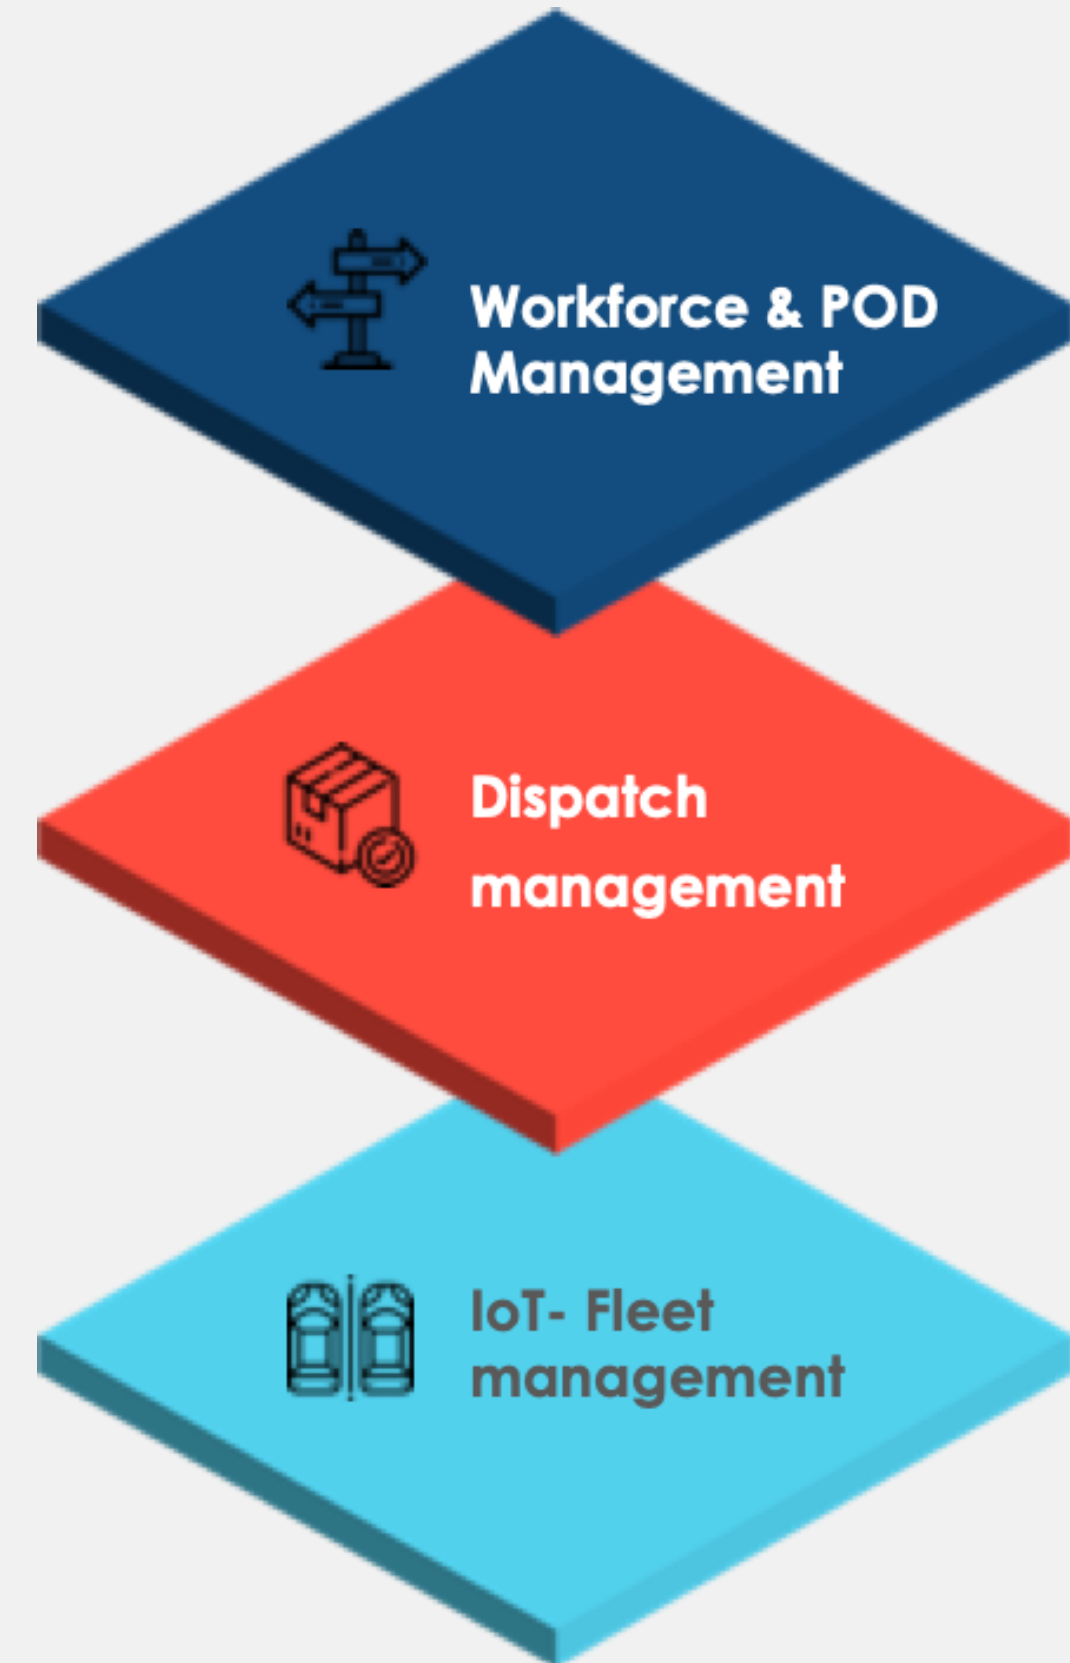 Workforce & POD
Management
Dispatch
management
IoT- Fleet
management